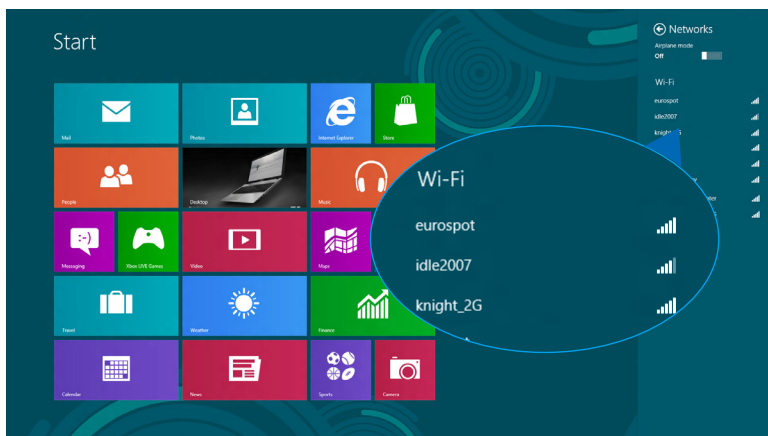 Start
Networks
Airplane mode
Off
Wi-Fi
eurospot
idle2007
Mail
Photos
Internet Explorer
Store
People
Desktop
Music
Messaging
Xbox LIVE Games
Video
Maps
Travel
Weather
Finance
Calendar
News
Sports
Camera
Wi-Fi
eurospot
idle2007
knight_2G